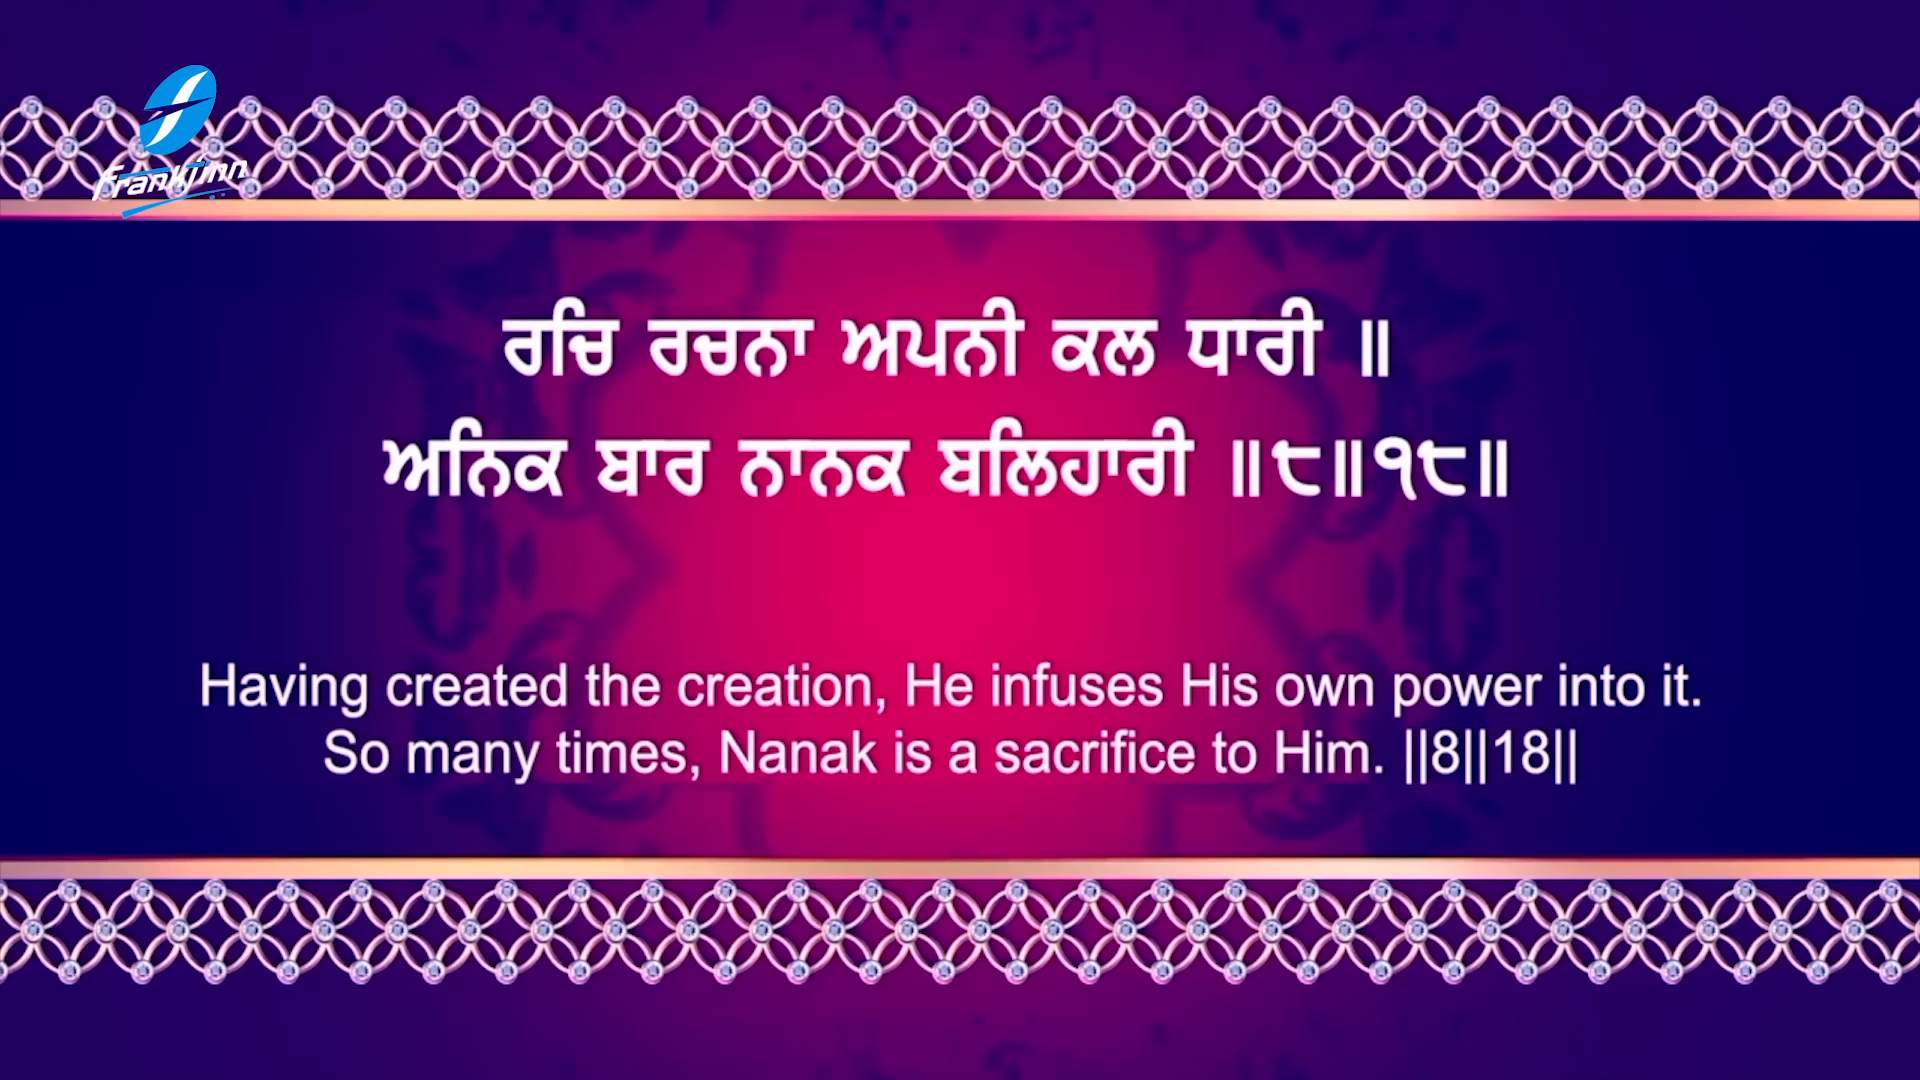 Frankfinn
ਰਚਿ ਰਚਨਾ ਅਪਨੀ ਕਲ ਧਾਰੀ ॥
ਅਨਿਕ ਬਾਰ ਨਾਨਕ ਬਲਿਹਾਰੀ ॥੮॥੧੮॥
Having created the creation, He infuses His own power into it.
So many times, Nanak is a sacrifice to Him. ||8||18||